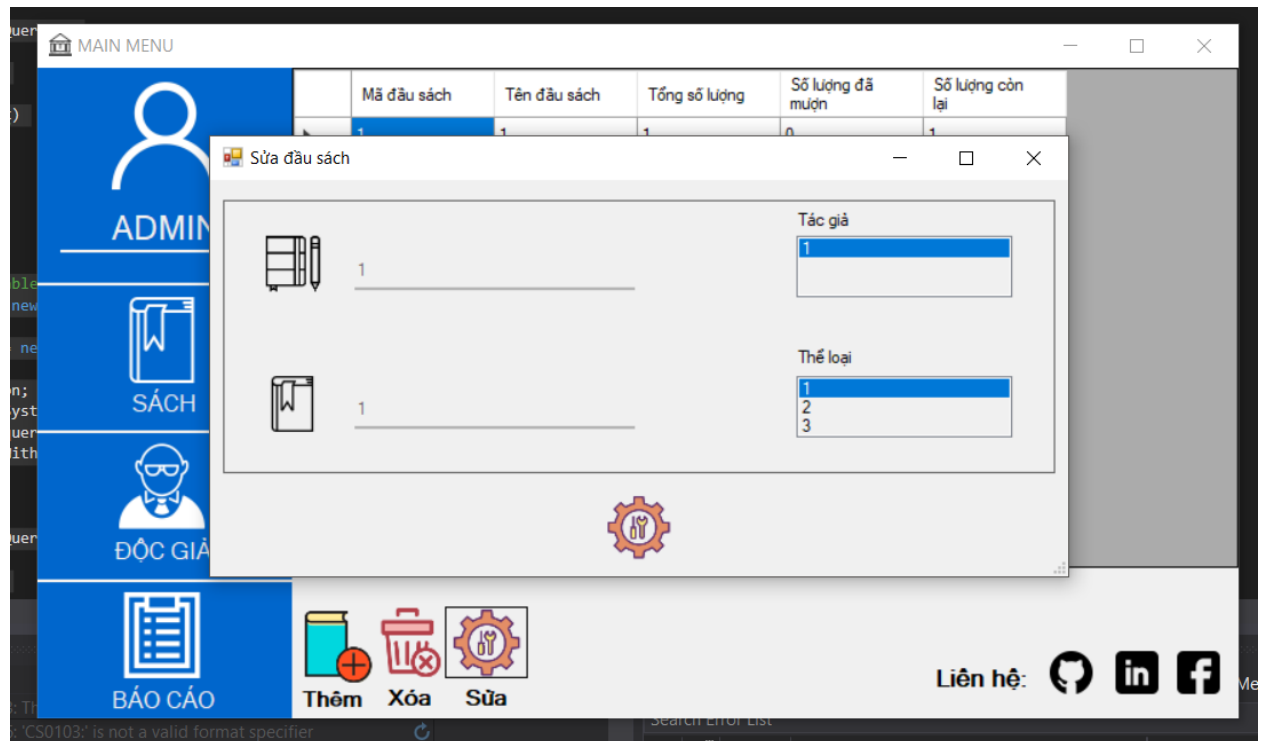 MAIN MENU
Mã đầu sách
Tên đầu sách
Tổng số lượng
Số lượng đã
mượn
Số lượng còn
lại
1
1
1
0
1
Sửa đầu sách
ADMIN
1
Tác giả
1
1
Thể loại
1
2
3
SÁCH
ĐỘC GIẢ
BÁO CÁO
Thêm
Xóa
Sửa
Liên hệ:
in
new
'CS0103:' is not a valid format specifier
Search Error List